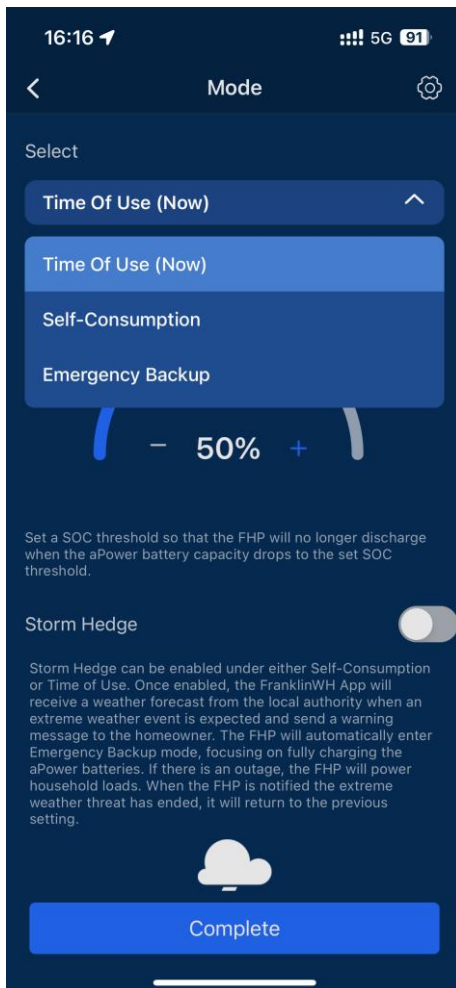 16:16 5G 91
Mode
Select
Time Of Use (Now)
Time Of Use (Now)
Self-Consumption
Emergency Backup
− 50% +
Set a SOC threshold so that the FHP will no longer discharge
when the aPower battery capacity drops to the set SOC
threshold.
Storm Hedge
Storm Hedge can be enabled under either Self-Consumption
or Time of Use. Once enabled, the FranklinWH App will
receive a weather forecast from the local authority when an
extreme weather event is expected and send a warning
message to the homeowner. The FHP will automatically enter
Emergency Backup mode, focusing on fully charging the
aPower batteries. If there is an outage, the FHP will power
household loads. When the FHP is notified the extreme
weather threat has ended, it will return to the previous
setting.
Complete